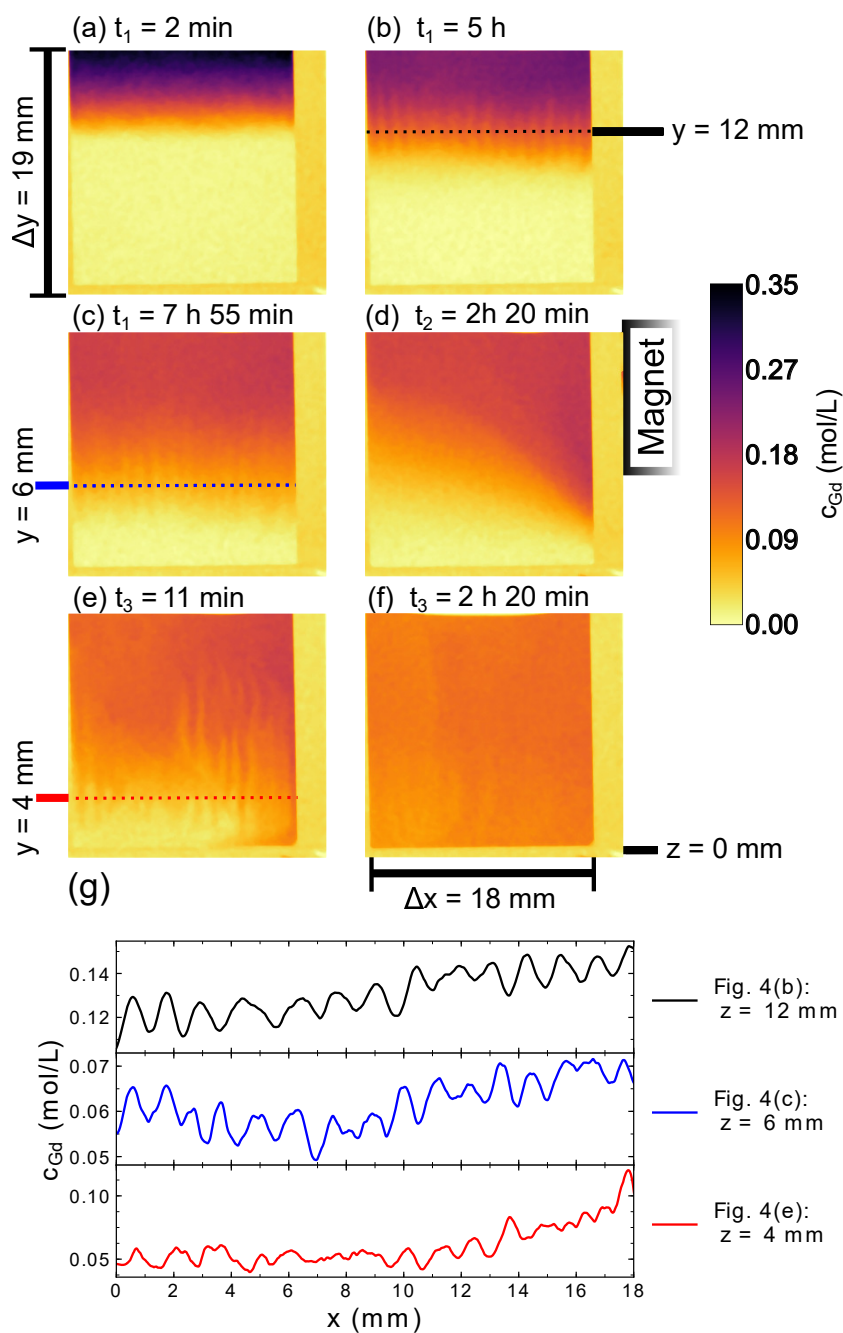 (a) t₁ = 2 min
(b) t₁ = 5 h
Δy = 19 mm
y = 12 mm
(c) t₁ = 7 h 55 min
(d) t₂ = 2h 20 min
y = 6 mm
Magnet
0.35
0.27
0.18
0.09
0.00
c_Gd (mol/L)
(e) t₃ = 11 min
(f) t₃ = 2 h 20 min
y = 4 mm
z = 0 mm
Δx = 18 mm
(g)
0.14
0.12
0.07
0.06
0.05
0.10
0.05
c_Gd (mol/L)
0 2 4 6 8 10 12 14 16 18
x (mm)
Fig. 4(b):
z = 12 mm
Fig. 4(c):
z = 6 mm
Fig. 4(e):
z = 4 mm